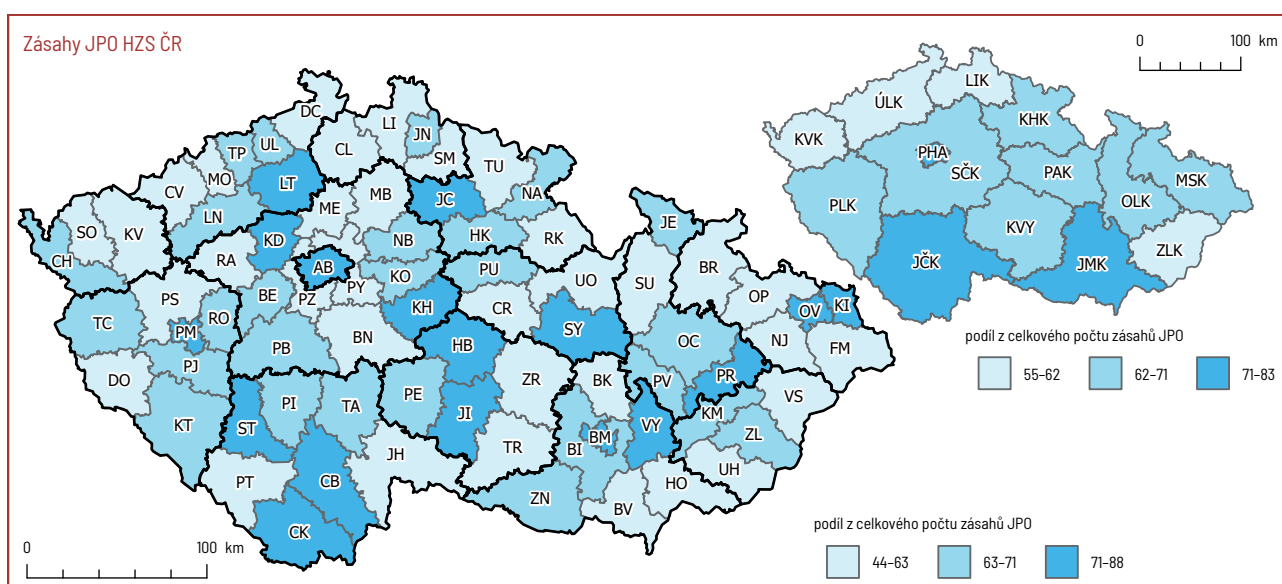 Zásahy JPO HZS ČR
0 100 km
DC
LI
JN
CL
SM
TU
UL
TP
MO
LT
CV
MB
JC
NA
ME
LN
SO
KV
CH
KD
NB
HK
RK
RA
AB
KO
PU
PY
BE
PZ
KH
CR
UO
JE
SU
BR
OP
OV
KI
NJ
FM
PS
RO
TC
PM
PJ
PB
BN
HB
SY
OC
PR
DO
KT
ST
PI
TA
PE
JI
ZR
BK
PV
VY
KM
VS
ZL
BM
BI
TR
JH
PT
CB
CK
ZN
BV
HO
UH
0 100 km
LIK
ÚLK
KHK
KVK
PHA
SČK
PAK
MSK
OLK
PLK
KVY
ZLK
JČK
JMK
podíl z celkového počtu zásahů JPO
55–62 62–71 71–83
podíl z celkového počtu zásahů JPO
44–63 63–71 71–88